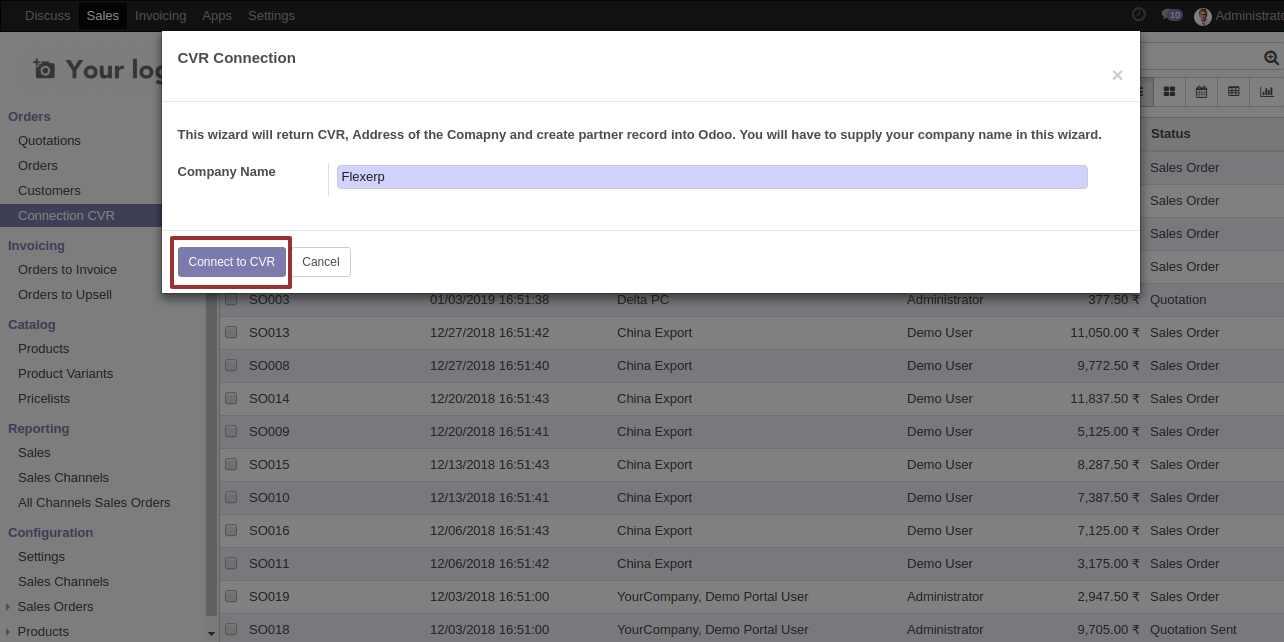 Discuss Sales Invoicing Apps Settings 10 Administrato
Your log
CVR Connection
×
This wizard will return CVR, Address of the Comapny and create partner record into Odoo. You will have to supply your company name in this wizard.
Company Name Flexerp
Connect to CVR Cancel
Orders
Quotations
Orders
Customers
Connection CVR
Invoicing
Orders to Invoice
Orders to Upsell
Catalog
Products
Product Variants
Pricelists
Reporting
Sales
Sales Channels
All Channels Sales Orders
Configuration
Settings
Sales Channels
Sales Orders
Products
Status
Sales Order
Sales Order
Sales Order
Sales Order
SO003 01/03/2019 16:51:38 Delta PC Administrator 377.50 ₹ Quotation
SO013 12/27/2018 16:51:42 China Export Demo User 11,050.00 ₹ Sales Order
SO008 12/27/2018 16:51:40 China Export Demo User 9,772.50 ₹ Sales Order
SO014 12/20/2018 16:51:43 China Export Demo User 11,837.50 ₹ Sales Order
SO009 12/20/2018 16:51:41 China Export Demo User 5,125.00 ₹ Sales Order
SO015 12/13/2018 16:51:43 China Export Demo User 8,287.50 ₹ Sales Order
SO010 12/13/2018 16:51:41 China Export Demo User 7,387.50 ₹ Sales Order
SO016 12/06/2018 16:51:43 China Export Demo User 7,125.00 ₹ Sales Order
SO011 12/06/2018 16:51:42 China Export Demo User 3,175.00 ₹ Sales Order
SO019 12/03/2018 16:51:00 YourCompany, Demo Portal User Administrator 2,947.50 ₹ Sales Order
SO018 12/03/2018 16:51:00 YourCompany, Demo Portal User Administrator 9,705.00 ₹ Quotation Sent